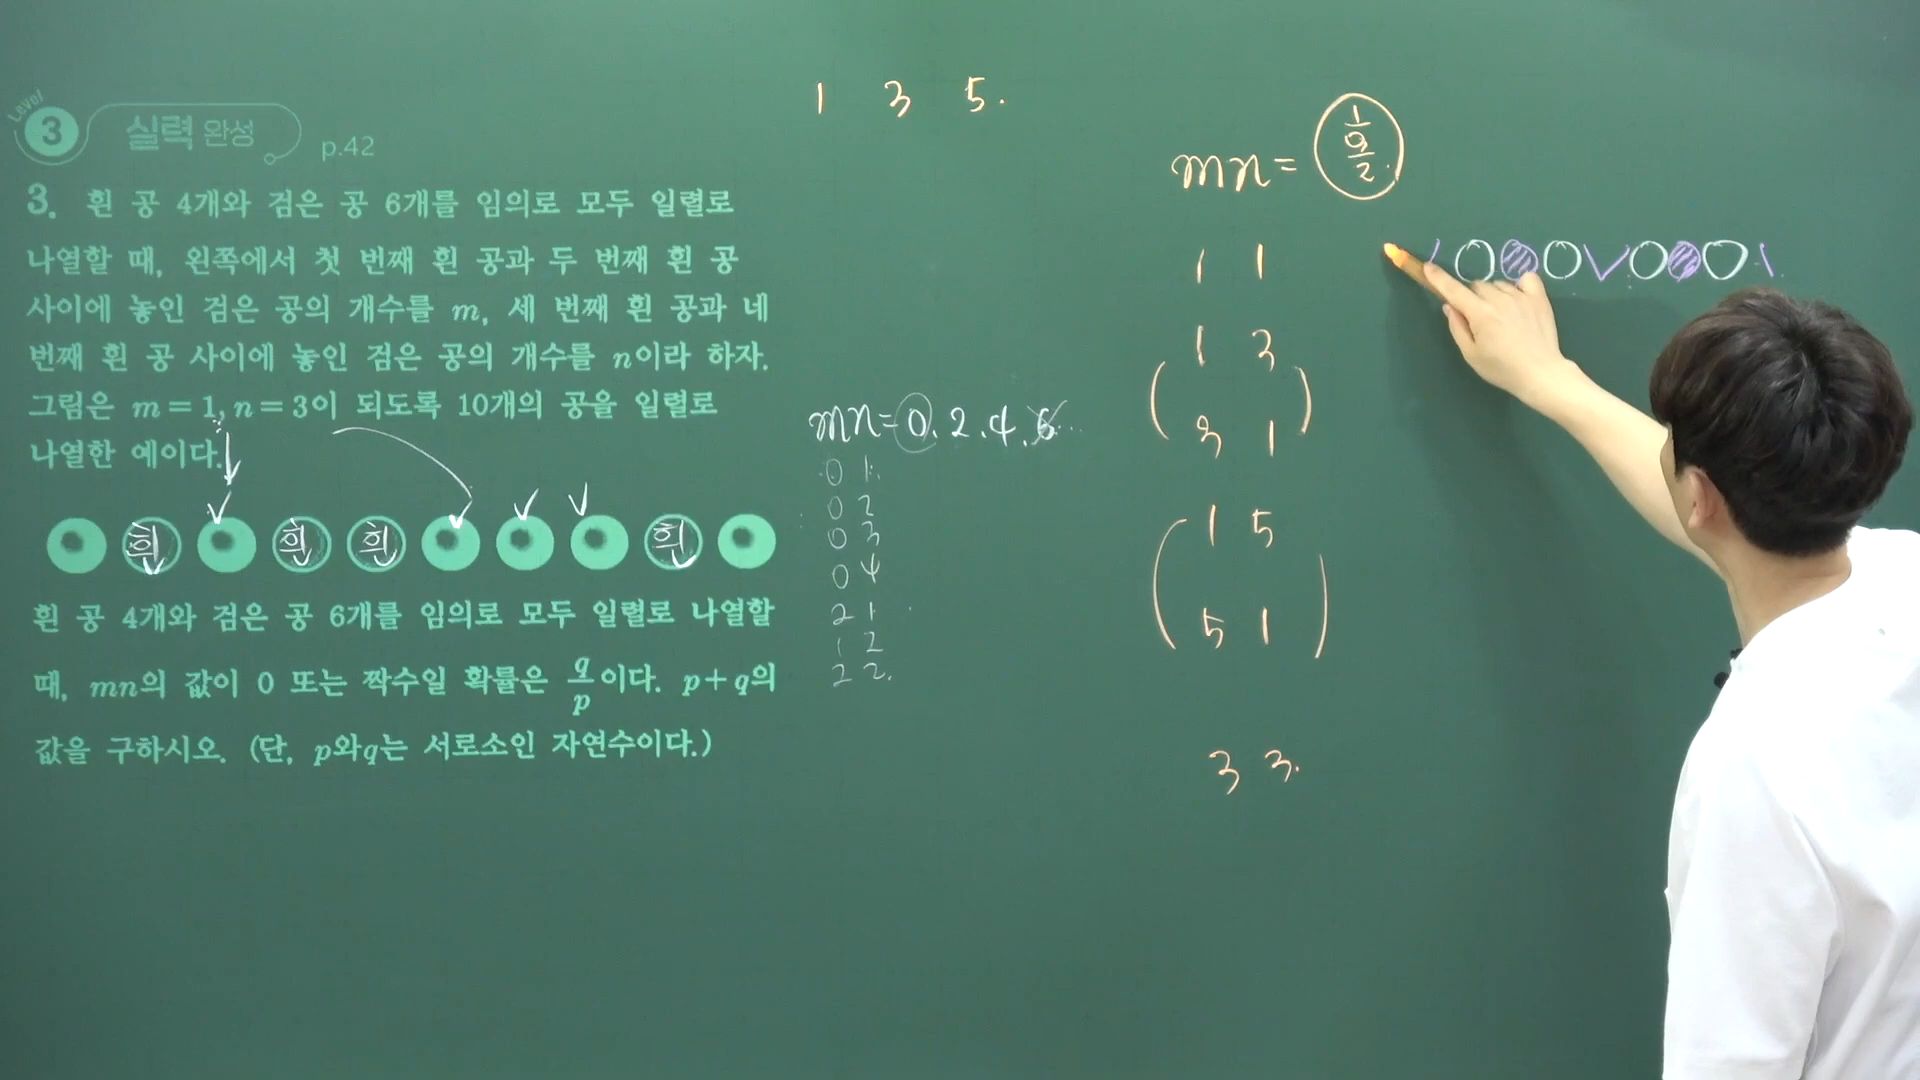 Level
3 실력 완성 p.42
3. 흰 공 4개와 검은 공 6개를 임의로 모두 일렬로
나열할 때, 왼쪽에서 첫 번째 흰 공과 두 번째 흰 공
사이에 놓인 검은 공의 개수를 m, 세 번째 흰 공과 네
번째 흰 공 사이에 놓인 검은 공의 개수를 n이라 하자.
그림은 m=1, n=3이 되도록 10개의 공을 일렬로
나열한 예이다.
흰 흰 흰 흰
흰 공 4개와 검은 공 6개를 임의로 모두 일렬로 나열할
때, mn의 값이 0 또는 짝수일 확률은 q/p이다. p+q의
값을 구하시오. (단, p와 q는 서로소인 자연수이다.)
1 3 5.
mn=0. 2. 4. 6...
0 1
0 2
0 3
0 4
2 1
1 2
2 2.
mn=
1 1
1 3
3 1
1 5
5 1
3 3.